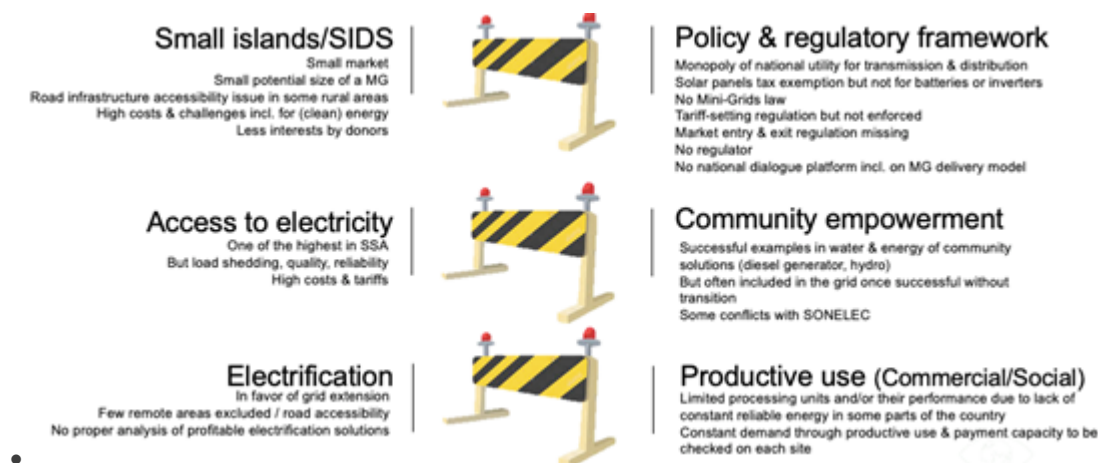 Small islands/SIDS
Small market
Small potential size of a MG
Road infrastructure accessibility issue in some rural areas
High costs & challenges incl. for (clean) energy
Less interests by donors
Policy & regulatory framework
Monopoly of national utility for transmission & distribution
Solar panels tax exemption but not for batteries or inverters
No Mini-Grids law
Tariff-setting regulation but not enforced
Market entry & exit regulation missing
No regulator
No national dialogue platform incl. on MG delivery model
Access to electricity
One of the highest in SSA
But load shedding, quality, reliability
High costs & tariffs
Community empowerment
Successful examples in water & energy of community
solutions (diesel generator, hydro)
But often included in the grid once successful without
transition
Some conflicts with SONELEC
Electrification
In favor of grid extension
Few remote areas excluded / road accessibility
No proper analysis of profitable electrification solutions
Productive use (Commercial/Social)
Limited processing units and/or their performance due to lack of
constant reliable energy in some parts of the country
Constant demand through productive use & payment capacity to be
checked on each site